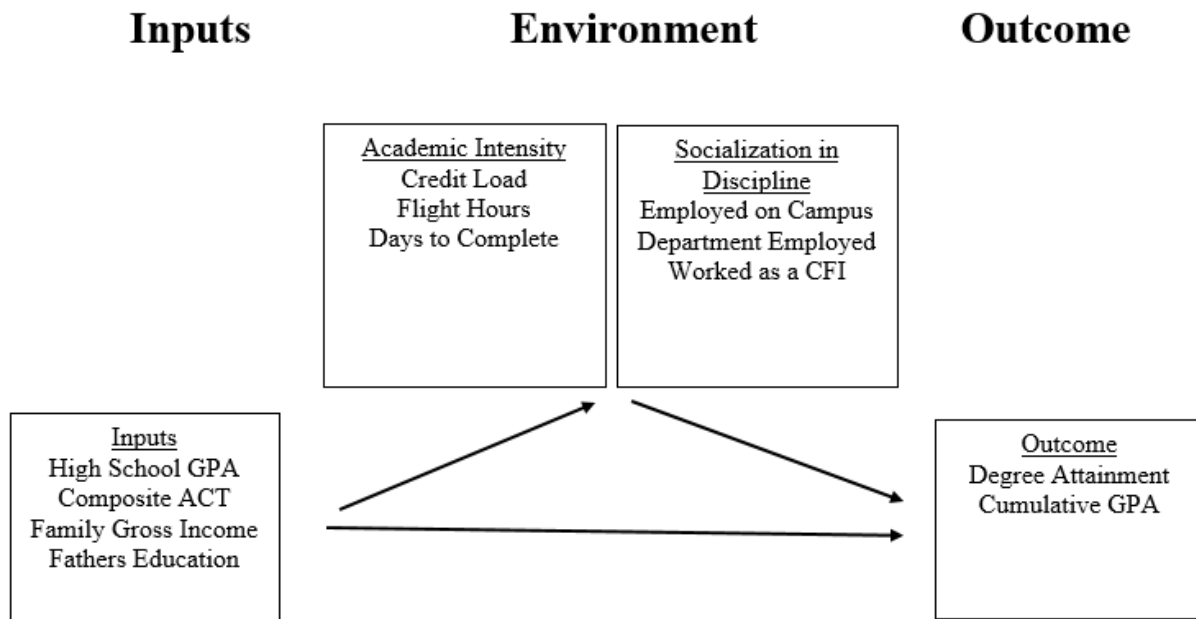 Inputs
Environment
Outcome
Academic Intensity
Credit Load
Flight Hours
Days to Complete
Socialization in
Discipline
Employed on Campus
Department Employed
Worked as a CFI
Inputs
High School GPA
Composite ACT
Family Gross Income
Fathers Education
Outcome
Degree Attainment
Cumulative GPA